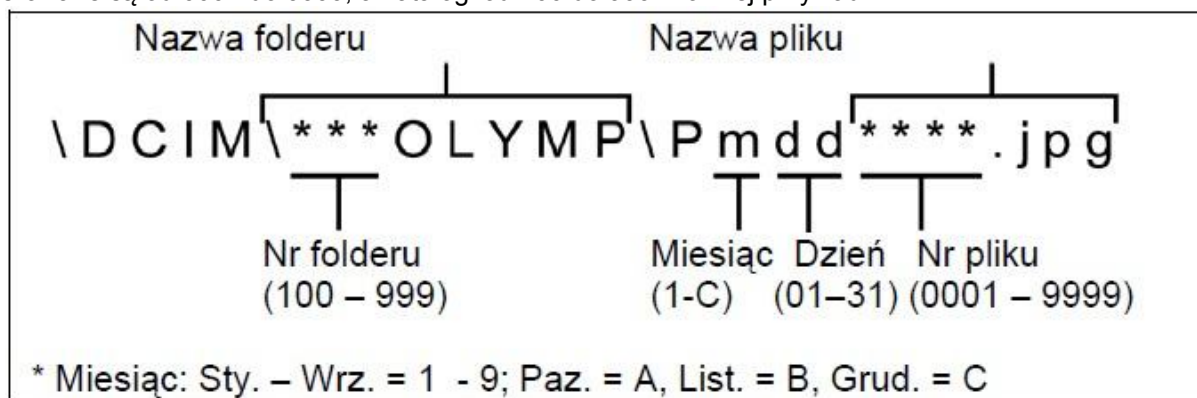 Nazwa folderu Nazwa pliku
\DCIM\***OLYMP\Pmdd****.jpg
Nr folderu Miesiąc Dzień Nr pliku
(100 – 999) (1-C) (01–31) (0001 – 9999)
* Miesiąc: Sty. – Wrz. = 1 - 9; Paz. = A, List. = B, Grud. = C